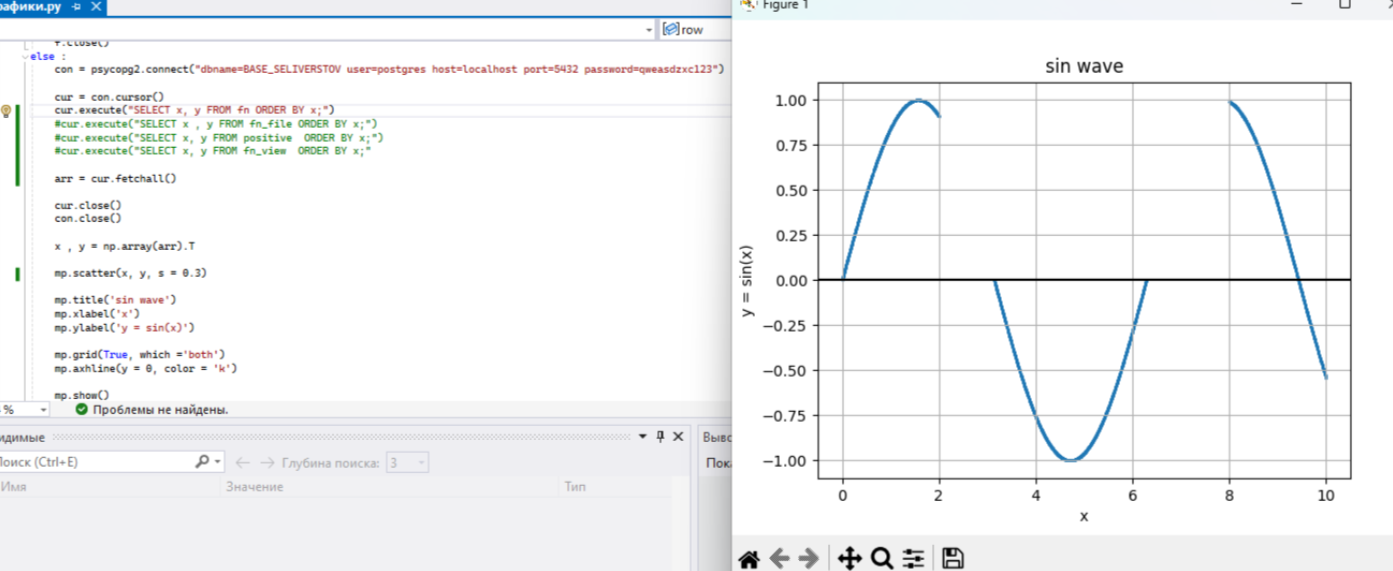 афики.py
row
f.close()
else :
con = psycopg2.connect("dbname=BASE_SELIVERSTOV user=postgres host=localhost port=5432 password=qweasdzxc123")
cur = con.cursor()
cur.execute("SELECT x, y FROM fn ORDER BY x;")
#cur.execute("SELECT x , y FROM fn_file ORDER BY x;")
#cur.execute("SELECT x, y FROM positive  ORDER BY x;")
#cur.execute("SELECT x, y FROM fn_view  ORDER BY x;"
arr = cur.fetchall()
cur.close()
con.close()
x , y = np.array(arr).T
mp.scatter(x, y, s = 0.3)
mp.title('sin wave')
mp.xlabel('x')
mp.ylabel('y = sin(x)')
mp.grid(True, which ='both')
mp.axhline(y = 0, color = 'k')
mp.show()
% Проблемы не найдены.
идимые
Поиск (Ctrl+E) Глубина поиска: 3
Имя Значение Тип
Выво
Пока
Figure 1
sin wave
1.00
0.75
0.50
0.25
0.00
−0.25
−0.50
−0.75
−1.00
y = sin(x)
0 2 4 6 8 10
x